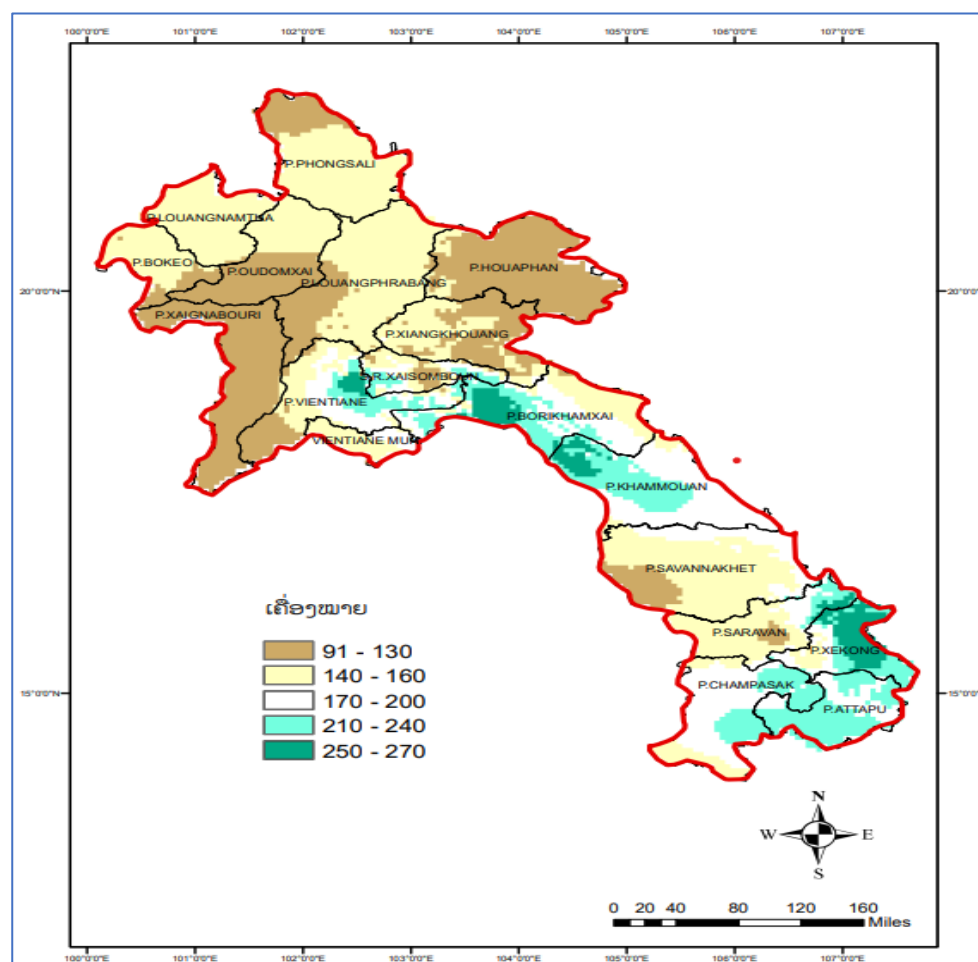 100°0'0"E 101°0'0"E 102°0'0"E 103°0'0"E 104°0'0"E 105°0'0"E 106°0'0"E 107°0'0"E
P.PHONGSALI
P.LOUANGNAMTHA
P.BOKEO
P.OUDOMXAI
P.HOUAPHAN
P.LOUANGPHRABANG
20°0'0"N 20°0'0"N
P.XAIGNABOURI
P.XIANGKHOUANG
S.R.XAISOMBOUN
P.VIENTIANE
P.BORIKHAMXAI
VIENTIANE MUN
P.KHAMMOUAN
P.SAVANNAKHET
P.SARAVAN
P.XEKONG
P.CHAMPASAK
P.ATTAPU
15°0'0"N
ເຄື່ອງໝາຍ
91 - 130
140 - 160
170 - 200
210 - 240
250 - 270
N
W E
S
0 20 40 80 120 160
Miles
100°0'0"E 101°0'0"E 102°0'0"E 103°0'0"E 104°0'0"E 105°0'0"E 106°0'0"E 107°0'0"E